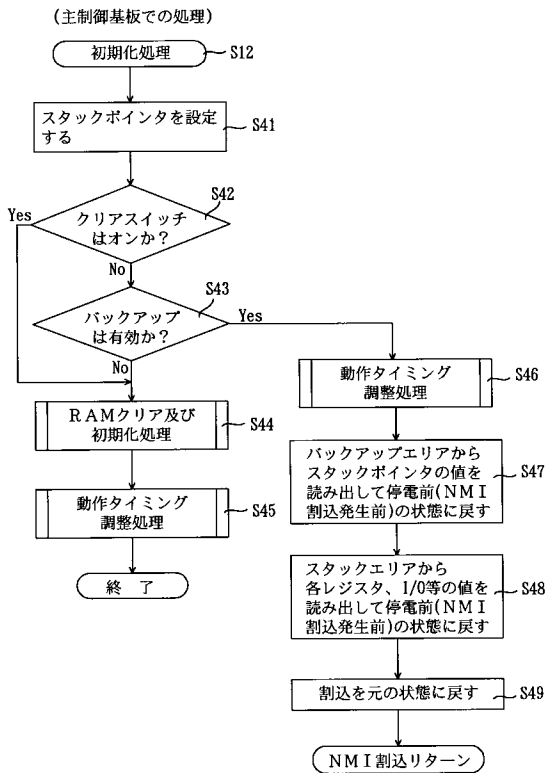 (主制御基板での処理)
初期化処理
S12
スタックポインタを設定
する
S41
S42
Yes
クリアスイッチ
はオンか？
No
S43
バックアップ
は有効か？
Yes
No
RAMクリア及び
初期化処理
S44
動作タイミング
調整処理
S45
終 了
動作タイミング
調整処理
S46
バックアップエリアから
スタックポインタの値を
読み出して停電前(NMI
割込発生前)の状態に戻す
S47
スタックエリアから
各レジスタ、I/O等の値を
読み出して停電前(NMI
割込発生前)の状態に戻す
S48
割込を元の状態に戻す
S49
NMI割込リターン